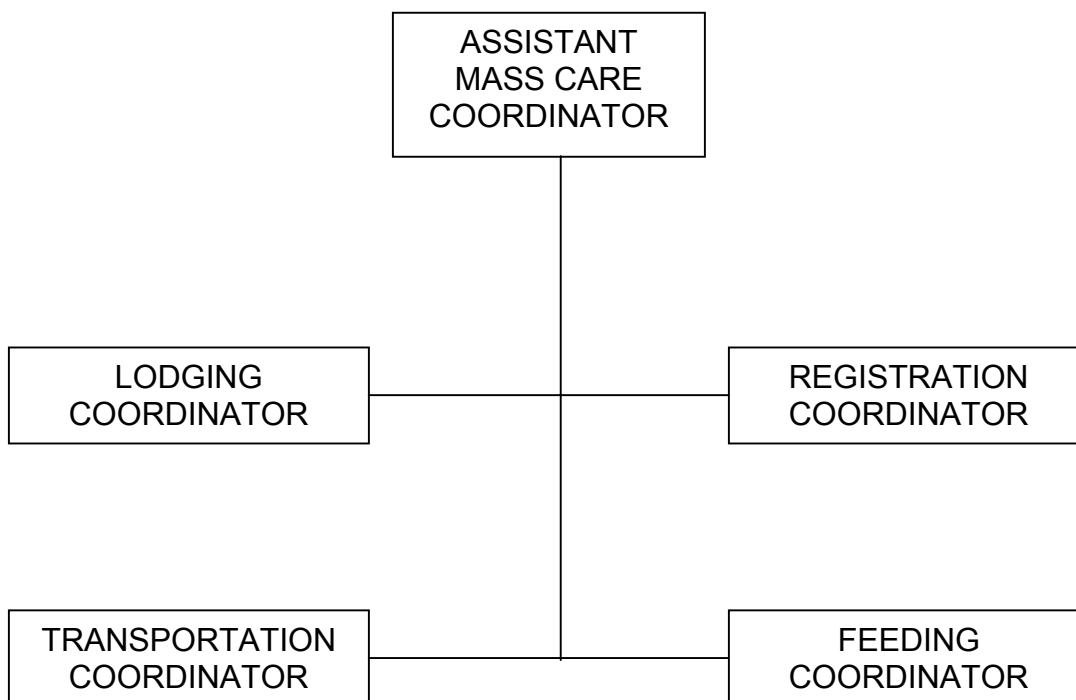 ASSISTANT
MASS CARE
COORDINATOR
LODGING
COORDINATOR
REGISTRATION
COORDINATOR
TRANSPORTATION
COORDINATOR
FEEDING
COORDINATOR